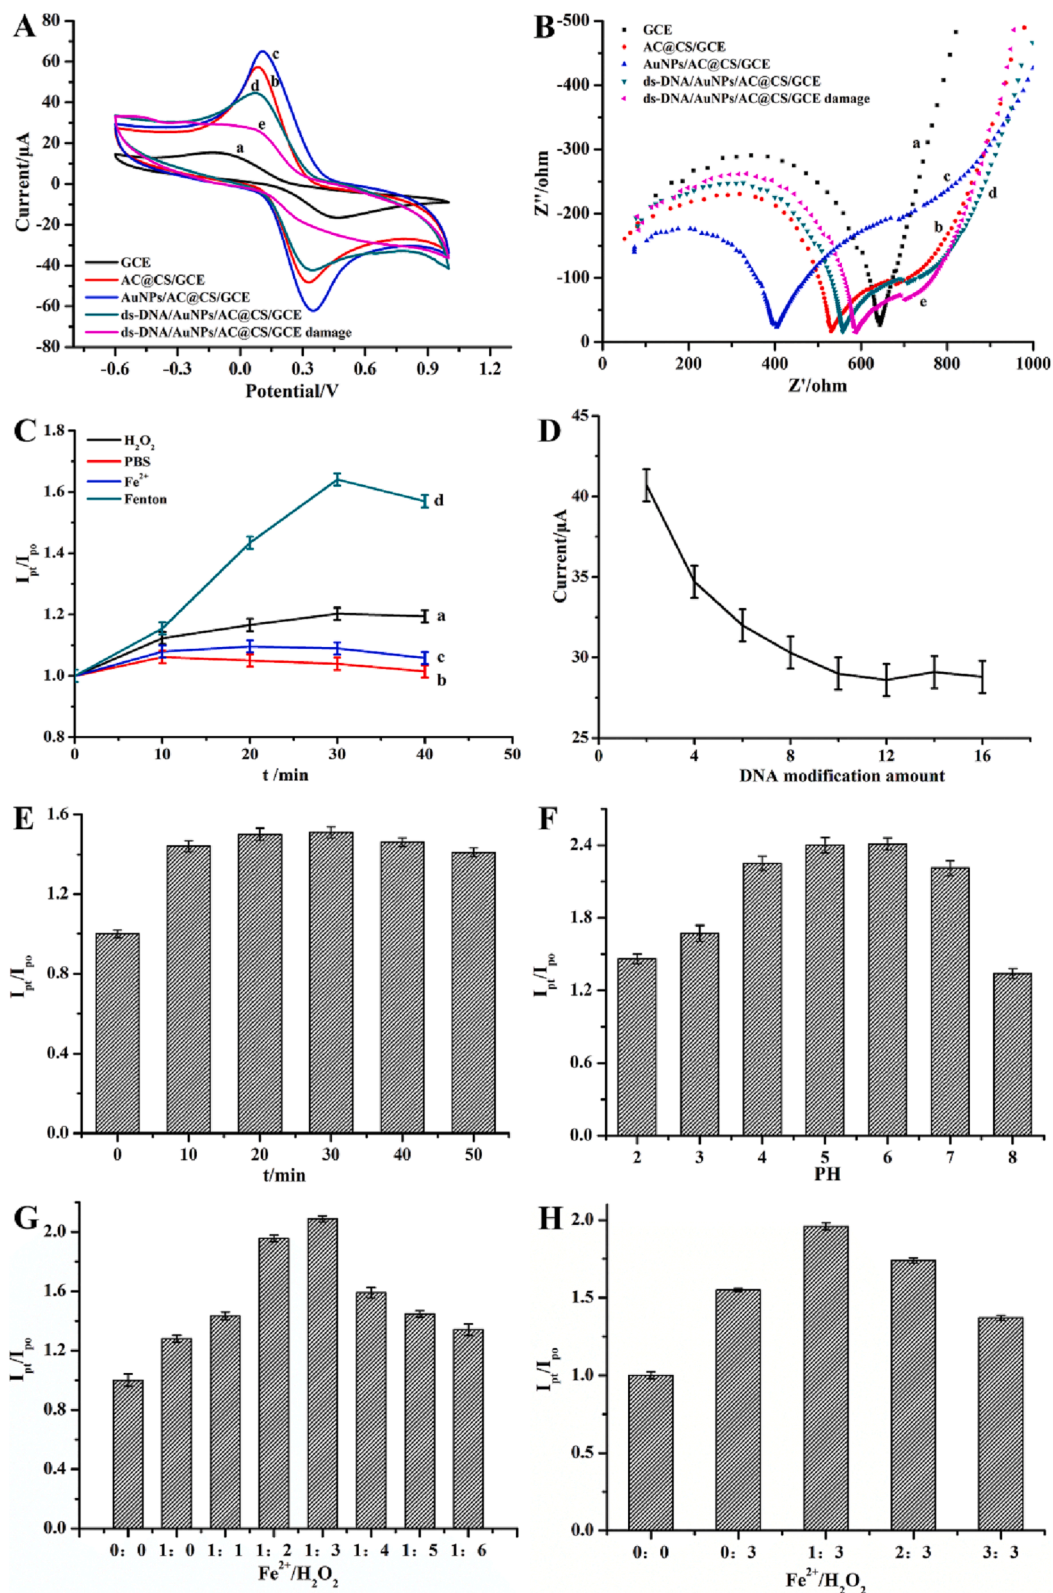 A
Current/μA
80
60
40
20
0
-20
-40
-60
-80
c
b
d
e
a
GCE
AC@CS/GCE
AuNPs/AC@CS/GCE
ds-DNA/AuNPs/AC@CS/GCE
ds-DNA/AuNPs/AC@CS/GCE damage
-0.6 -0.3 0.0 0.3 0.6 0.9 1.2
Potential/V
B
Z''/ohm
-500
-400
-300
-200
-100
0
GCE
AC@CS/GCE
AuNPs/AC@CS/GCE
ds-DNA/AuNPs/AC@CS/GCE
ds-DNA/AuNPs/AC@CS/GCE damage
a
c
d
b
e
0 200 400 600 800 1000
Z'/ohm
C
Ipt/Ipo
1.8
1.6
1.4
1.2
1.0
0.8
H2O2
PBS
Fe2+
Fenton
d
a
c
b
0 10 20 30 40 50
t /min
D
Current/μA
45
40
35
30
25
0 4 8 12 16
DNA modification amount
E
Ipt/Ipo
1.6
1.2
0.8
0.4
0.0
0 10 20 30 40 50
t/min
F
Ipt/Ipo
2.4
1.8
1.2
0.6
0.0
2 3 4 5 6 7 8
PH
G
Ipt/Ipo
2.0
1.6
1.2
0.8
0.4
0.0
0: 0 1: 0 1: 1 1: 2 1: 3 1: 4 1: 5 1: 6
Fe2+/H2O2
H
Ipt/Ipo
2.0
1.5
1.0
0.5
0.0
0: 0 0: 3 1: 3 2: 3 3: 3
Fe2+/H2O2